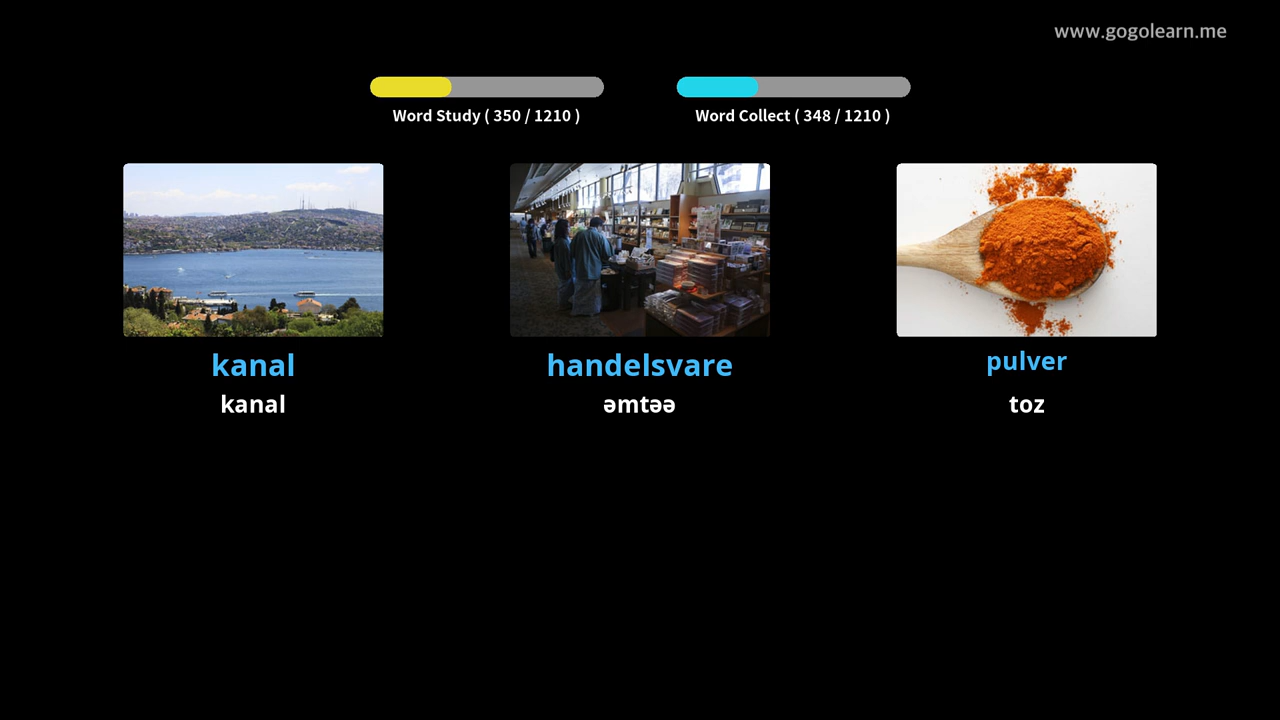 www.gogolearn.me
Word Study ( 350 / 1210 )
Word Collect ( 348 / 1210 )
kanal
handelsvare
pulver
kanal
əmtəə
toz